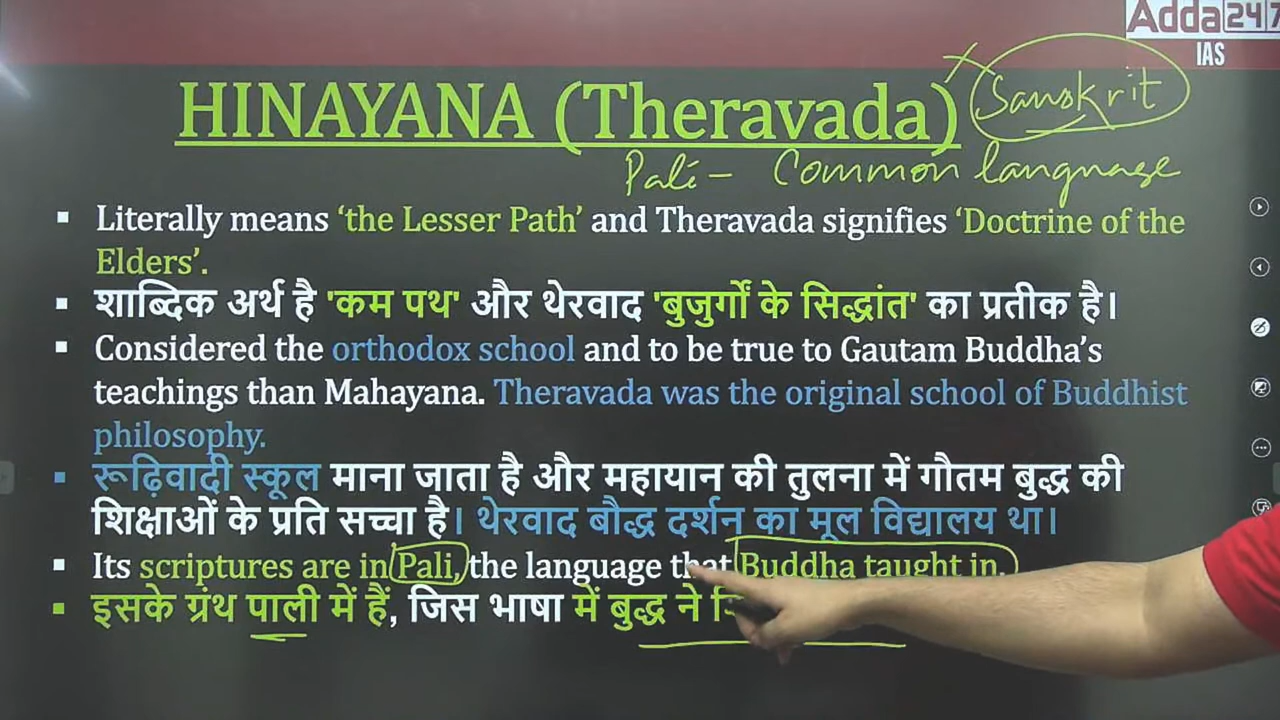 Adda247
IAS
HINAYANA (Theravada)
Sanskrit
Pali - Common language
▪ Literally means ‘the Lesser Path’ and Theravada signifies ‘Doctrine of the
Elders’.
▪ शाब्दिक अर्थ है 'कम पथ' और थेरवाद 'बुजुर्गों के सिद्धांत' का प्रतीक है।
▪ Considered the orthodox school and to be true to Gautam Buddha’s
teachings than Mahayana. Theravada was the original school of Buddhist
philosophy.
▪ रूढ़िवादी स्कूल माना जाता है और महायान की तुलना में गौतम बुद्ध की
शिक्षाओं के प्रति सच्चा है। थेरवाद बौद्ध दर्शन का मूल विद्यालय था।
▪ Its scriptures are in Pali, the language that Buddha taught in.
▪ इसके ग्रंथ पाली में हैं, जिस भाषा में बुद्ध ने